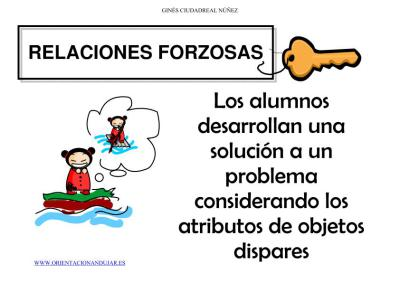 GINÉS CIUDADREAL NÚÑEZ
RELACIONES FORZOSAS
Los alumnos
desarrollan una
solución a un
problema
considerando los
atributos de objetos
dispares
WWW.ORIENTACIONANDUJAR.ES